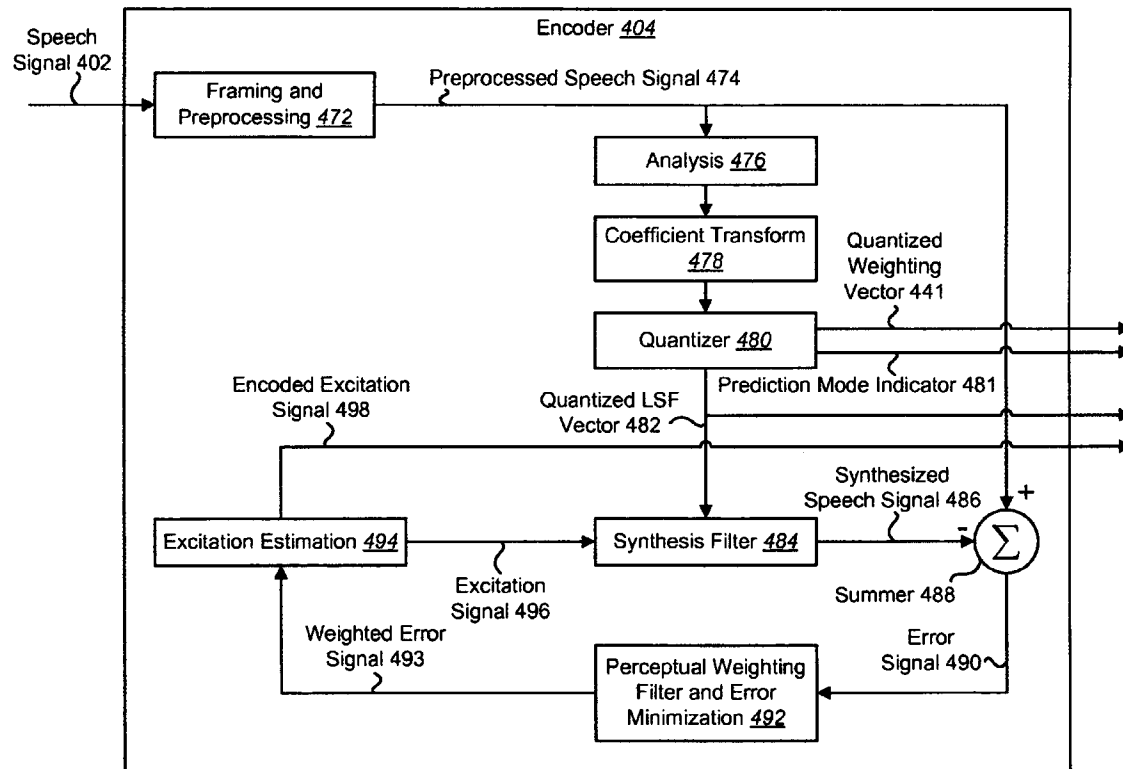 Encoder 404
Speech
Signal 402
Framing and
Preprocessing 472
Preprocessed Speech Signal 474
Analysis 476
Coefficient Transform
478
Quantized
Weighting
Vector 441
Quantizer 480
Prediction Mode Indicator 481
Encoded Excitation
Signal 498
Quantized LSF
Vector 482
Synthesized
Speech Signal 486
+
-
Excitation Estimation 494
Synthesis Filter 484
Σ
Excitation
Signal 496
Summer 488
Weighted Error
Signal 493
Perceptual Weighting
Filter and Error
Minimization 492
Error
Signal 490